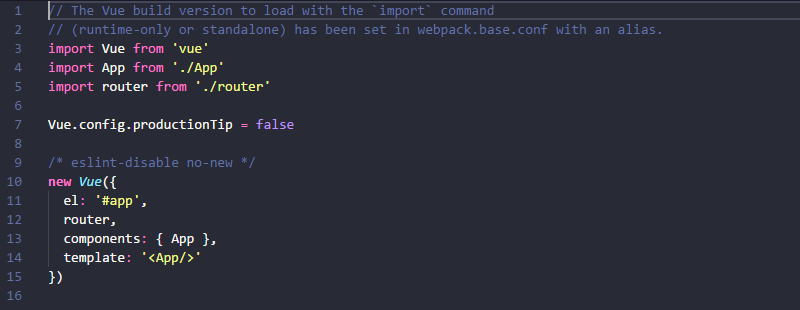 1 // The Vue build version to load with the `import` command
2 // (runtime-only or standalone) has been set in webpack.base.conf with an alias.
3 import Vue from 'vue'
4 import App from './App'
5 import router from './router'
6
7 Vue.config.productionTip = false
8
9 /* eslint-disable no-new */
10 new Vue({
11   el: '#app',
12   router,
13   components: { App },
14   template: '<App/>'
15 })
16